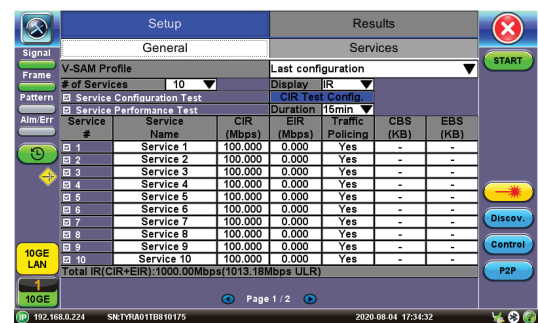 Setup Results
General Services
Signal
Frame
Pattern
Alm/Err
V-SAM Profile Last configuration
# of Services 10 Display IR
Service Configuration Test CIR Test Config.
Service Performance Test Duration 15min
Service # Service Name CIR (Mbps) EIR (Mbps) Traffic Policing CBS (KB) EBS (KB)
1 Service 1 100.000 0.000 Yes - -
2 Service 2 100.000 0.000 Yes - -
3 Service 3 100.000 0.000 Yes - -
4 Service 4 100.000 0.000 Yes - -
5 Service 5 100.000 0.000 Yes - -
6 Service 6 100.000 0.000 Yes - -
7 Service 7 100.000 0.000 Yes - -
8 Service 8 100.000 0.000 Yes - -
9 Service 9 100.000 0.000 Yes - -
10 Service 10 100.000 0.000 Yes - -
Total IR(CIR+EIR):1000.00Mbps(1013.18Mbps ULR)
Page 1 / 2
10GE
LAN
1
10GE
START
Discov.
Control
P2P
IP 192.168.0.224 SN:TYRA01TB810175 2020-08-04 17:34:32